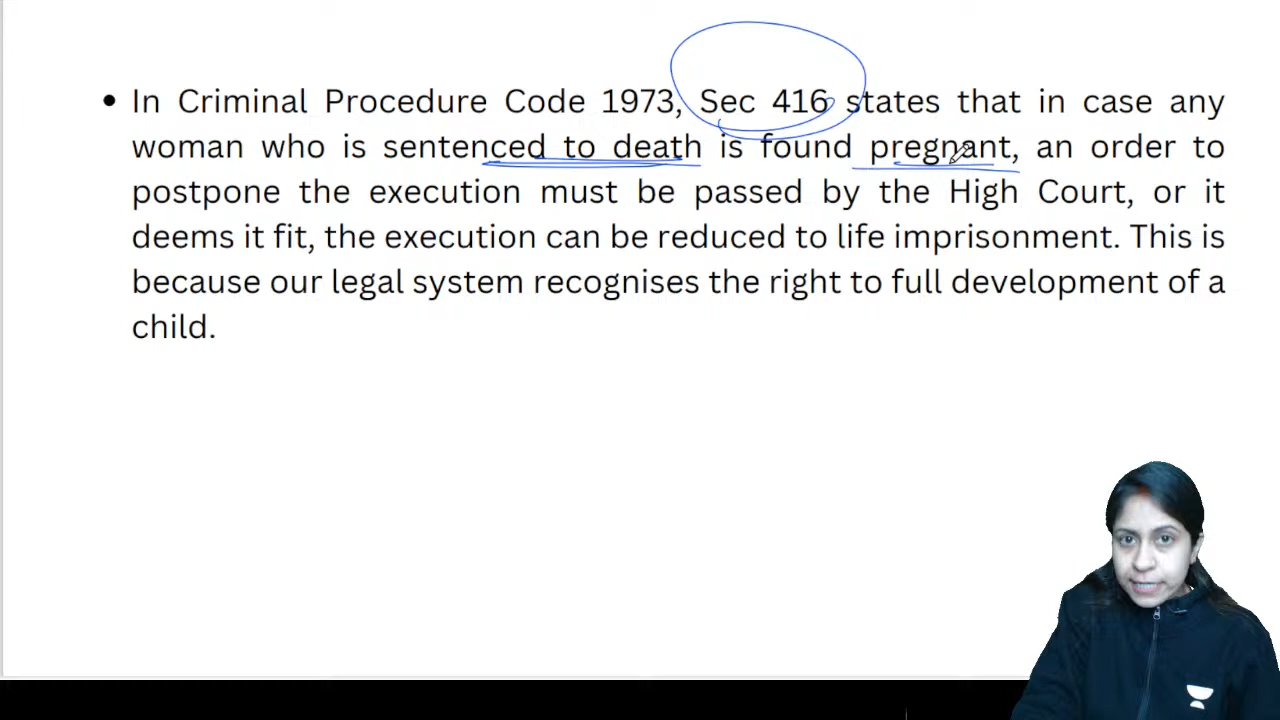 • In Criminal Procedure Code 1973, Sec 416 states that in case any
woman who is sentenced to death is found pregnant, an order to
postpone the execution must be passed by the High Court, or it
deems it fit, the execution can be reduced to life imprisonment. This is
because our legal system recognises the right to full development of a
child.